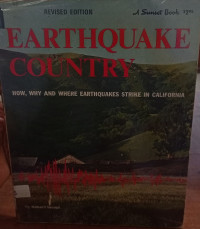 REVISED EDITION
A Sunset Book
EARTHQUAKE
COUNTRY
HOW, WHY AND WHERE EARTHQUAKES STRIKE IN CALIFORNIA